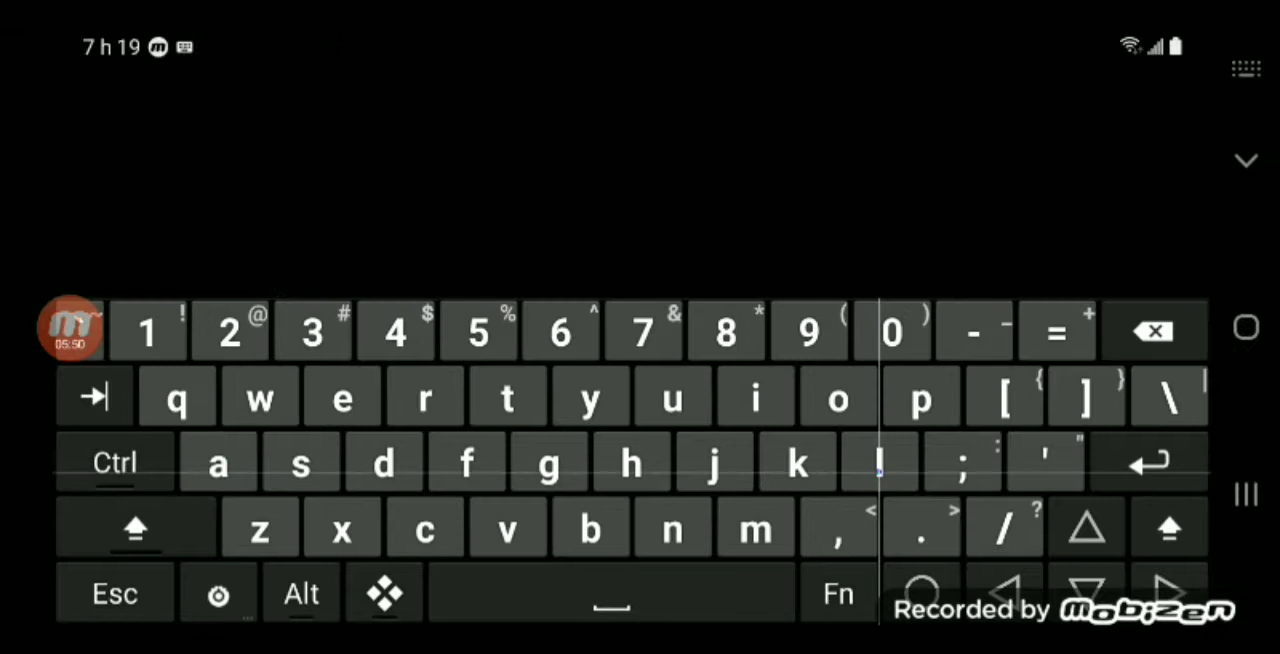 7 h 19 m
m 05:50 1 ! 2 @ 3 # 4 $ 5 % 6 ^ 7 & 8 * 9 ( 0 ) - _ = +
q w e r t y u i o p [ { ] } \ |
Ctrl a s d f g h j k l ; : ' "
z x c v b n m , < . > / ?
Esc Alt Fn
Recorded by mobizen